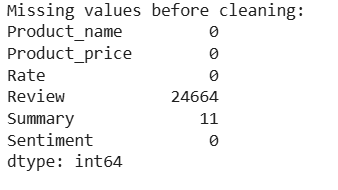 Missing values before cleaning:
Product_name 0
Product_price 0
Rate 0
Review 24664
Summary 11
Sentiment 0
dtype: int64